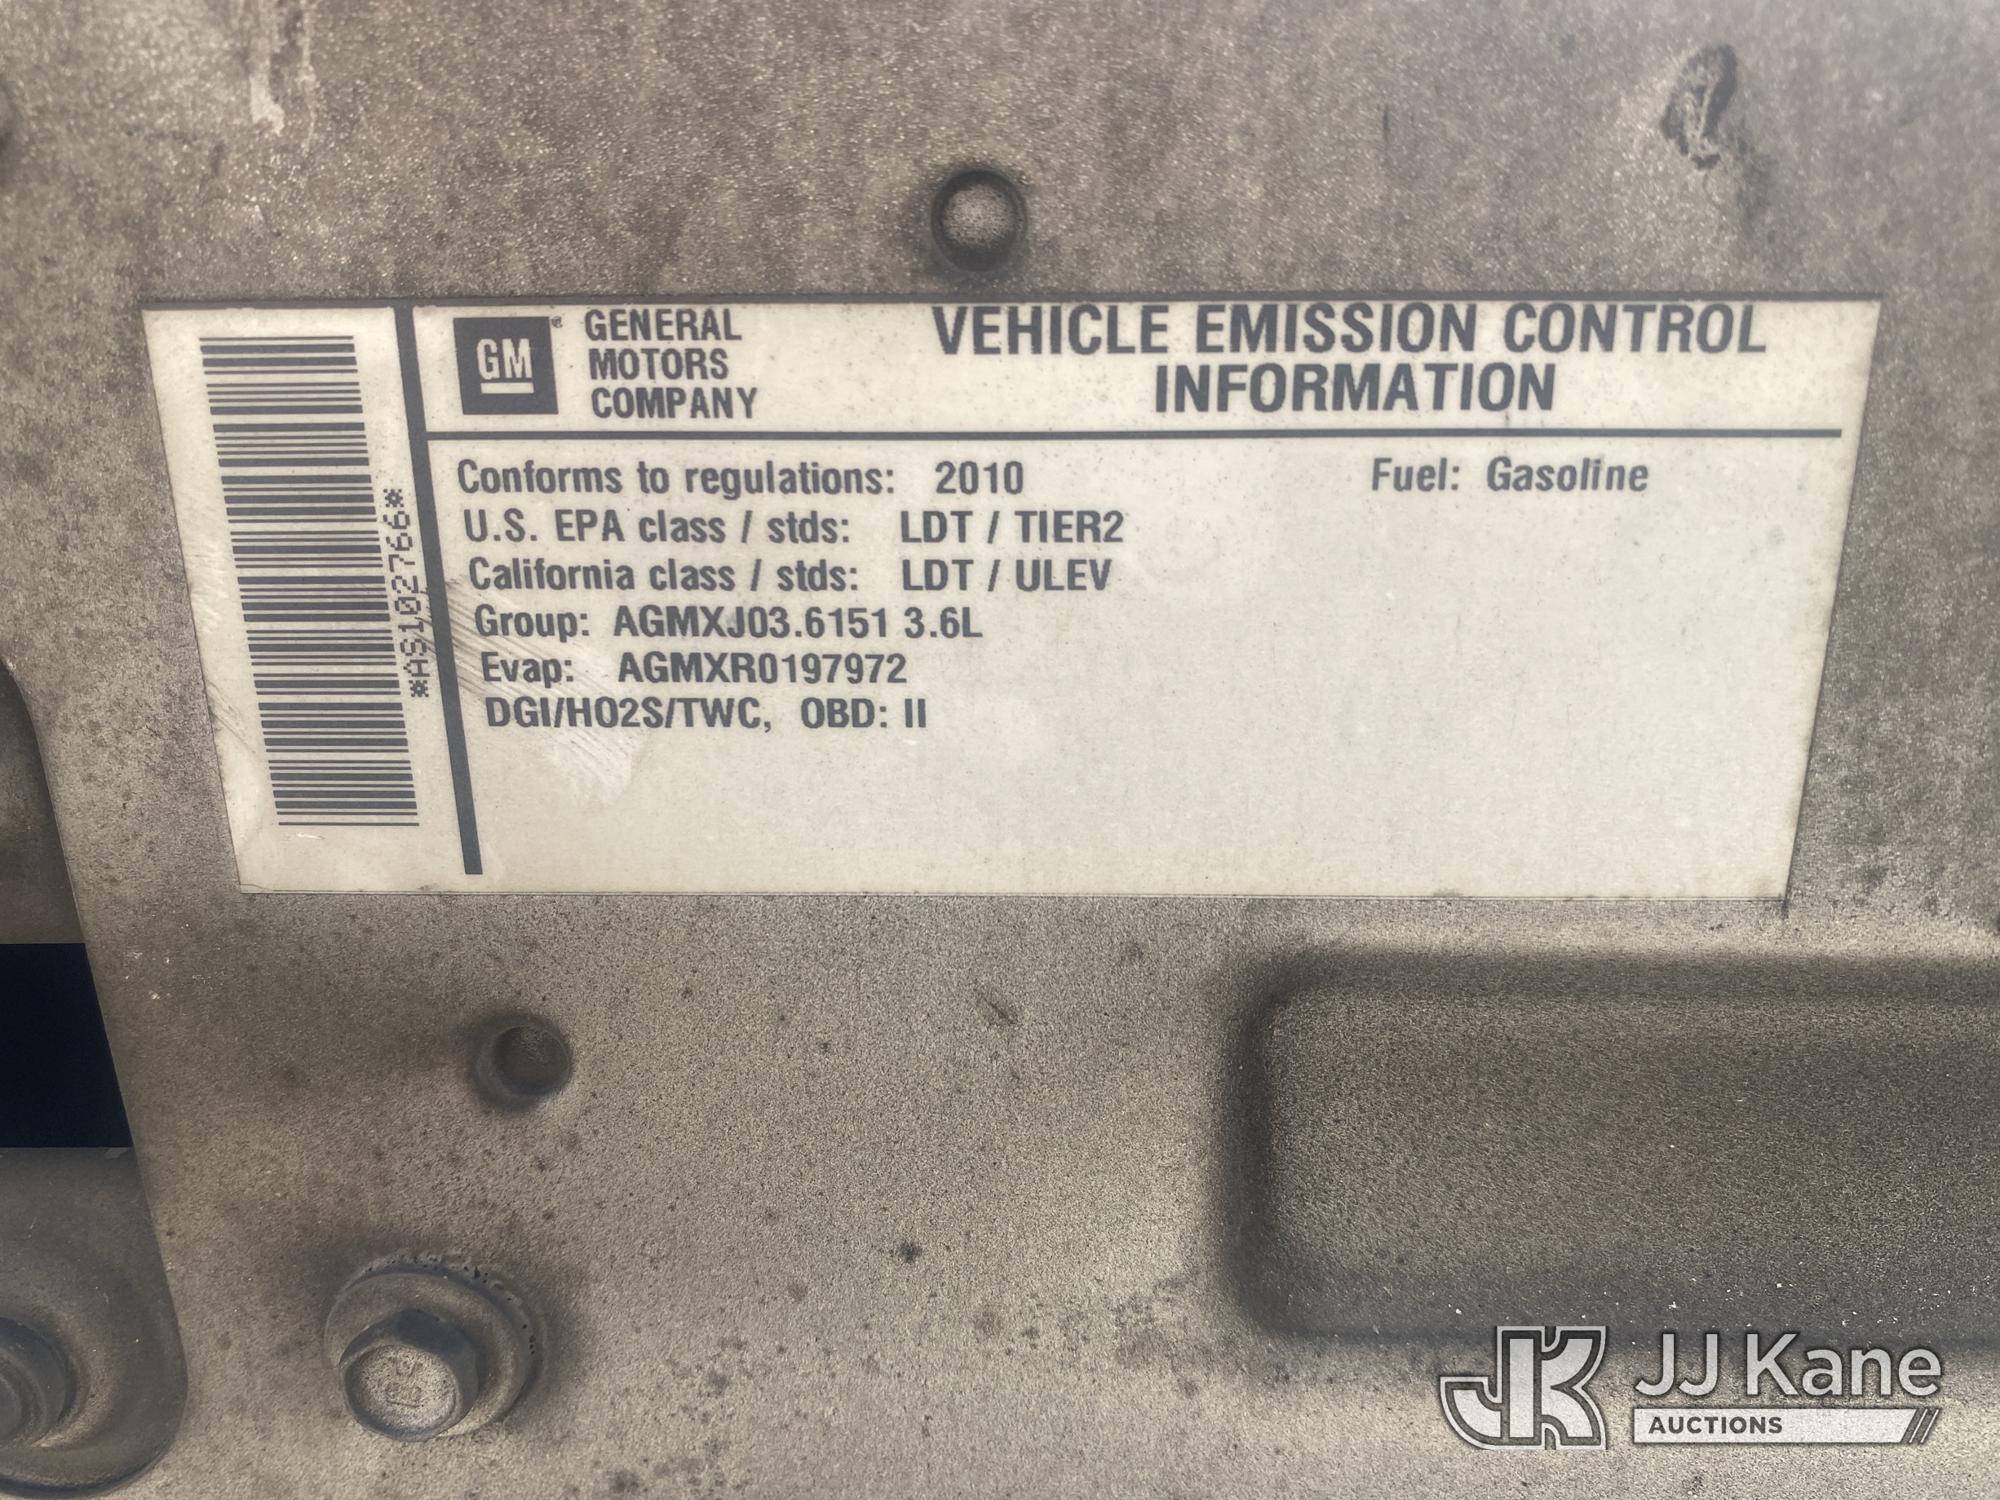 GM
GENERAL
MOTORS
COMPANY
VEHICLE EMISSION CONTROL
INFORMATION
Conforms to regulations: 2010 Fuel: Gasoline
U.S. EPA class / stds: LDT / TIER2
California class / stds: LDT / ULEV
Group: AGMXJ03.6151 3.6L
Evap: AGMXR0197972
DGI/HO2S/TWC, OBD: II
*AS102766*
JK JJ Kane
AUCTIONS